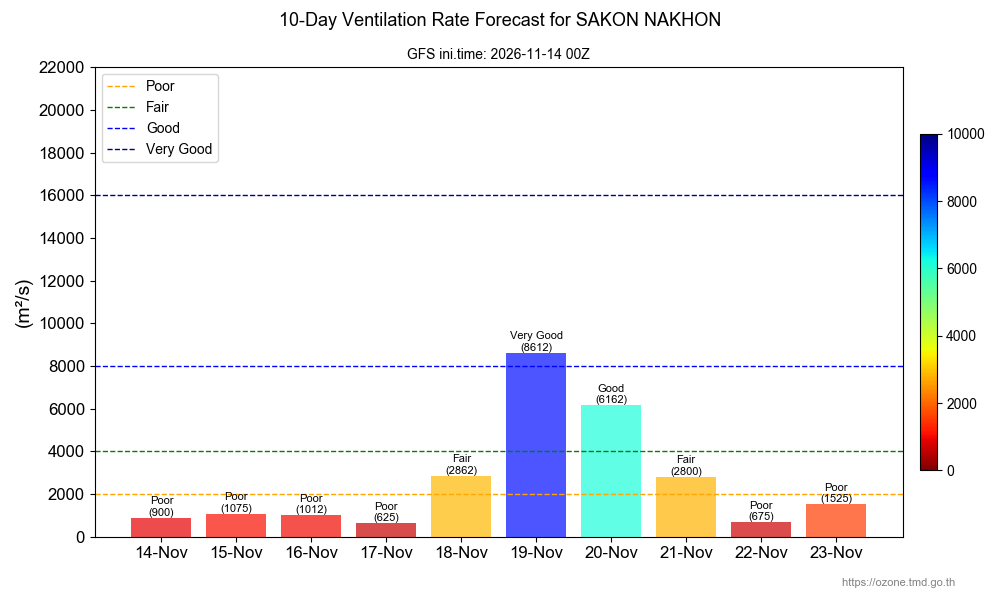 10-Day Ventilation Rate Forecast for SAKON NAKHON
GFS ini.time: 2026-11-14 00Z
(m²/s)
22000
20000
18000
16000
14000
12000
10000
8000
6000
4000
2000
0
Poor
Fair
Good
Very Good
Poor
(900)
Poor
(1075)
Poor
(1012)
Poor
(625)
Fair
(2862)
Very Good
(8612)
Good
(6162)
Fair
(2800)
Poor
(675)
Poor
(1525)
14-Nov 15-Nov 16-Nov 17-Nov 18-Nov 19-Nov 20-Nov 21-Nov 22-Nov 23-Nov
10000
8000
6000
4000
2000
0
https://ozone.tmd.go.th